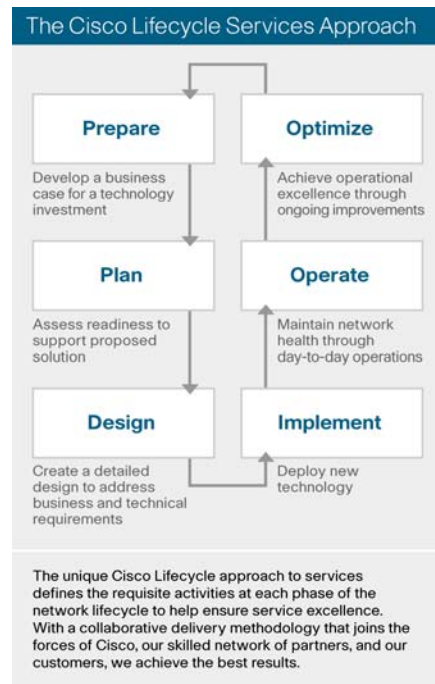 The Cisco Lifecycle Services Approach
Prepare
Develop a business
case for a technology
investment
Plan
Assess readiness to
support proposed
solution
Design
Create a detailed
design to address
business and technical
requirements
Implement
Deploy new
technology
Operate
Maintain network
health through
day-to-day operations
Optimize
Achieve operational
excellence through
ongoing improvements
The unique Cisco Lifecycle approach to services
defines the requisite activities at each phase of the
network lifecycle to help ensure service excellence.
With a collaborative delivery methodology that joins the
forces of Cisco, our skilled network of partners, and our
customers, we achieve the best results.